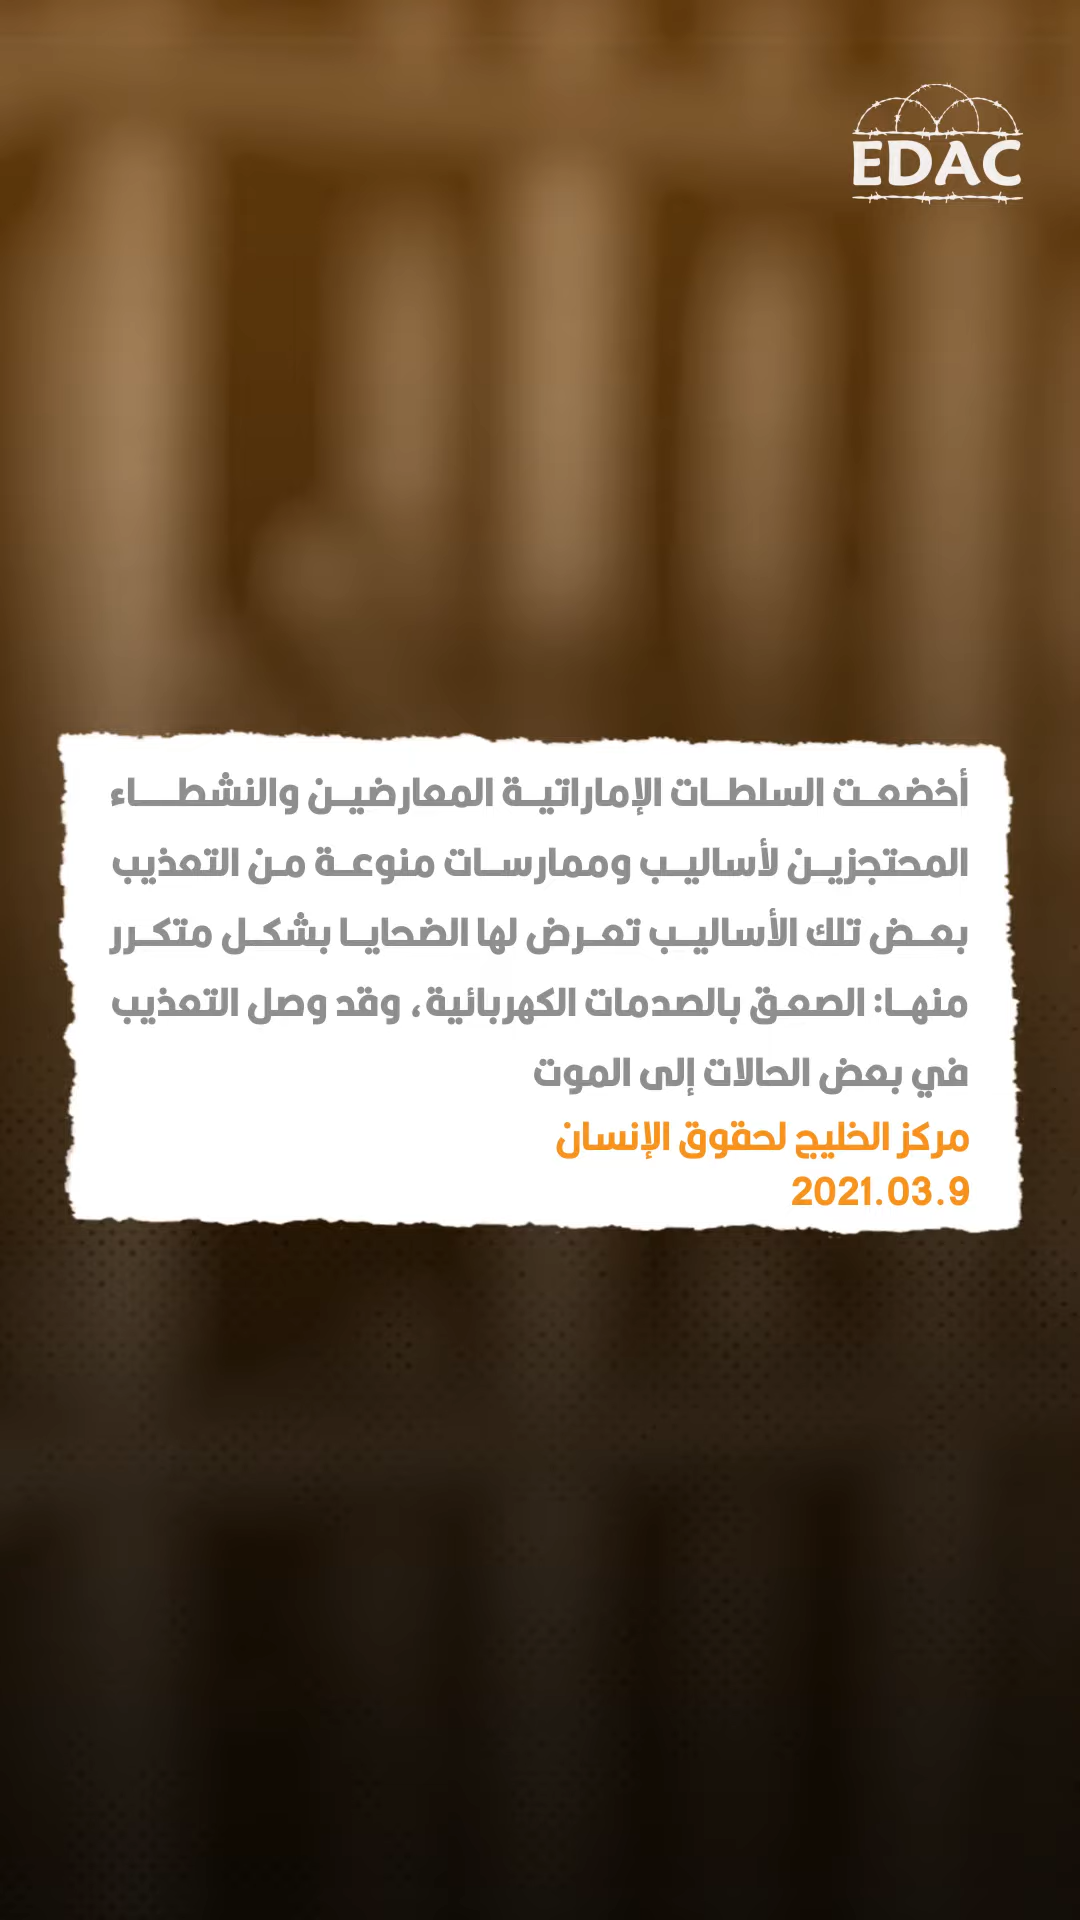 EDAC
أخضعت السلطات الإماراتية المعارضين والنشطاء
المحتجزين لأساليب وممارسات منوعة من التعذيب
بعض تلك الأساليب تعرض لها الضحايا بشكل متكرر
منها: الصعق بالصدمات الكهربائية، وقد وصل التعذيب
في بعض الحالات إلى الموت
مركز الخليج لحقوق الإنسان
2021.03.9